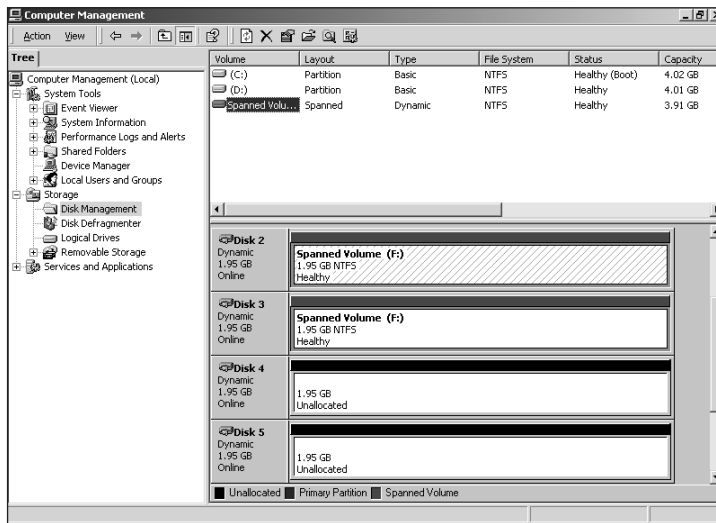 Computer Management
Action View
Tree
Computer Management (Local)
System Tools
Event Viewer
System Information
Performance Logs and Alerts
Shared Folders
Device Manager
Local Users and Groups
Storage
Disk Management
Disk Defragmenter
Logical Drives
Removable Storage
Services and Applications
Volume Layout Type File System Status Capacity
(C:) Partition Basic NTFS Healthy (Boot) 4.02 GB
(D:) Partition Basic NTFS Healthy 4.01 GB
Spanned Volu... Spanned Dynamic NTFS Healthy 3.91 GB
Disk 2
Dynamic
1.95 GB
Online
Spanned Volume (F:)
1.95 GB NTFS
Healthy
Disk 3
Dynamic
1.95 GB
Online
Spanned Volume (F:)
1.95 GB NTFS
Healthy
Disk 4
Dynamic
1.95 GB
Online
1.95 GB
Unallocated
Disk 5
Dynamic
1.95 GB
Online
1.95 GB
Unallocated
Unallocated Primary Partition Spanned Volume